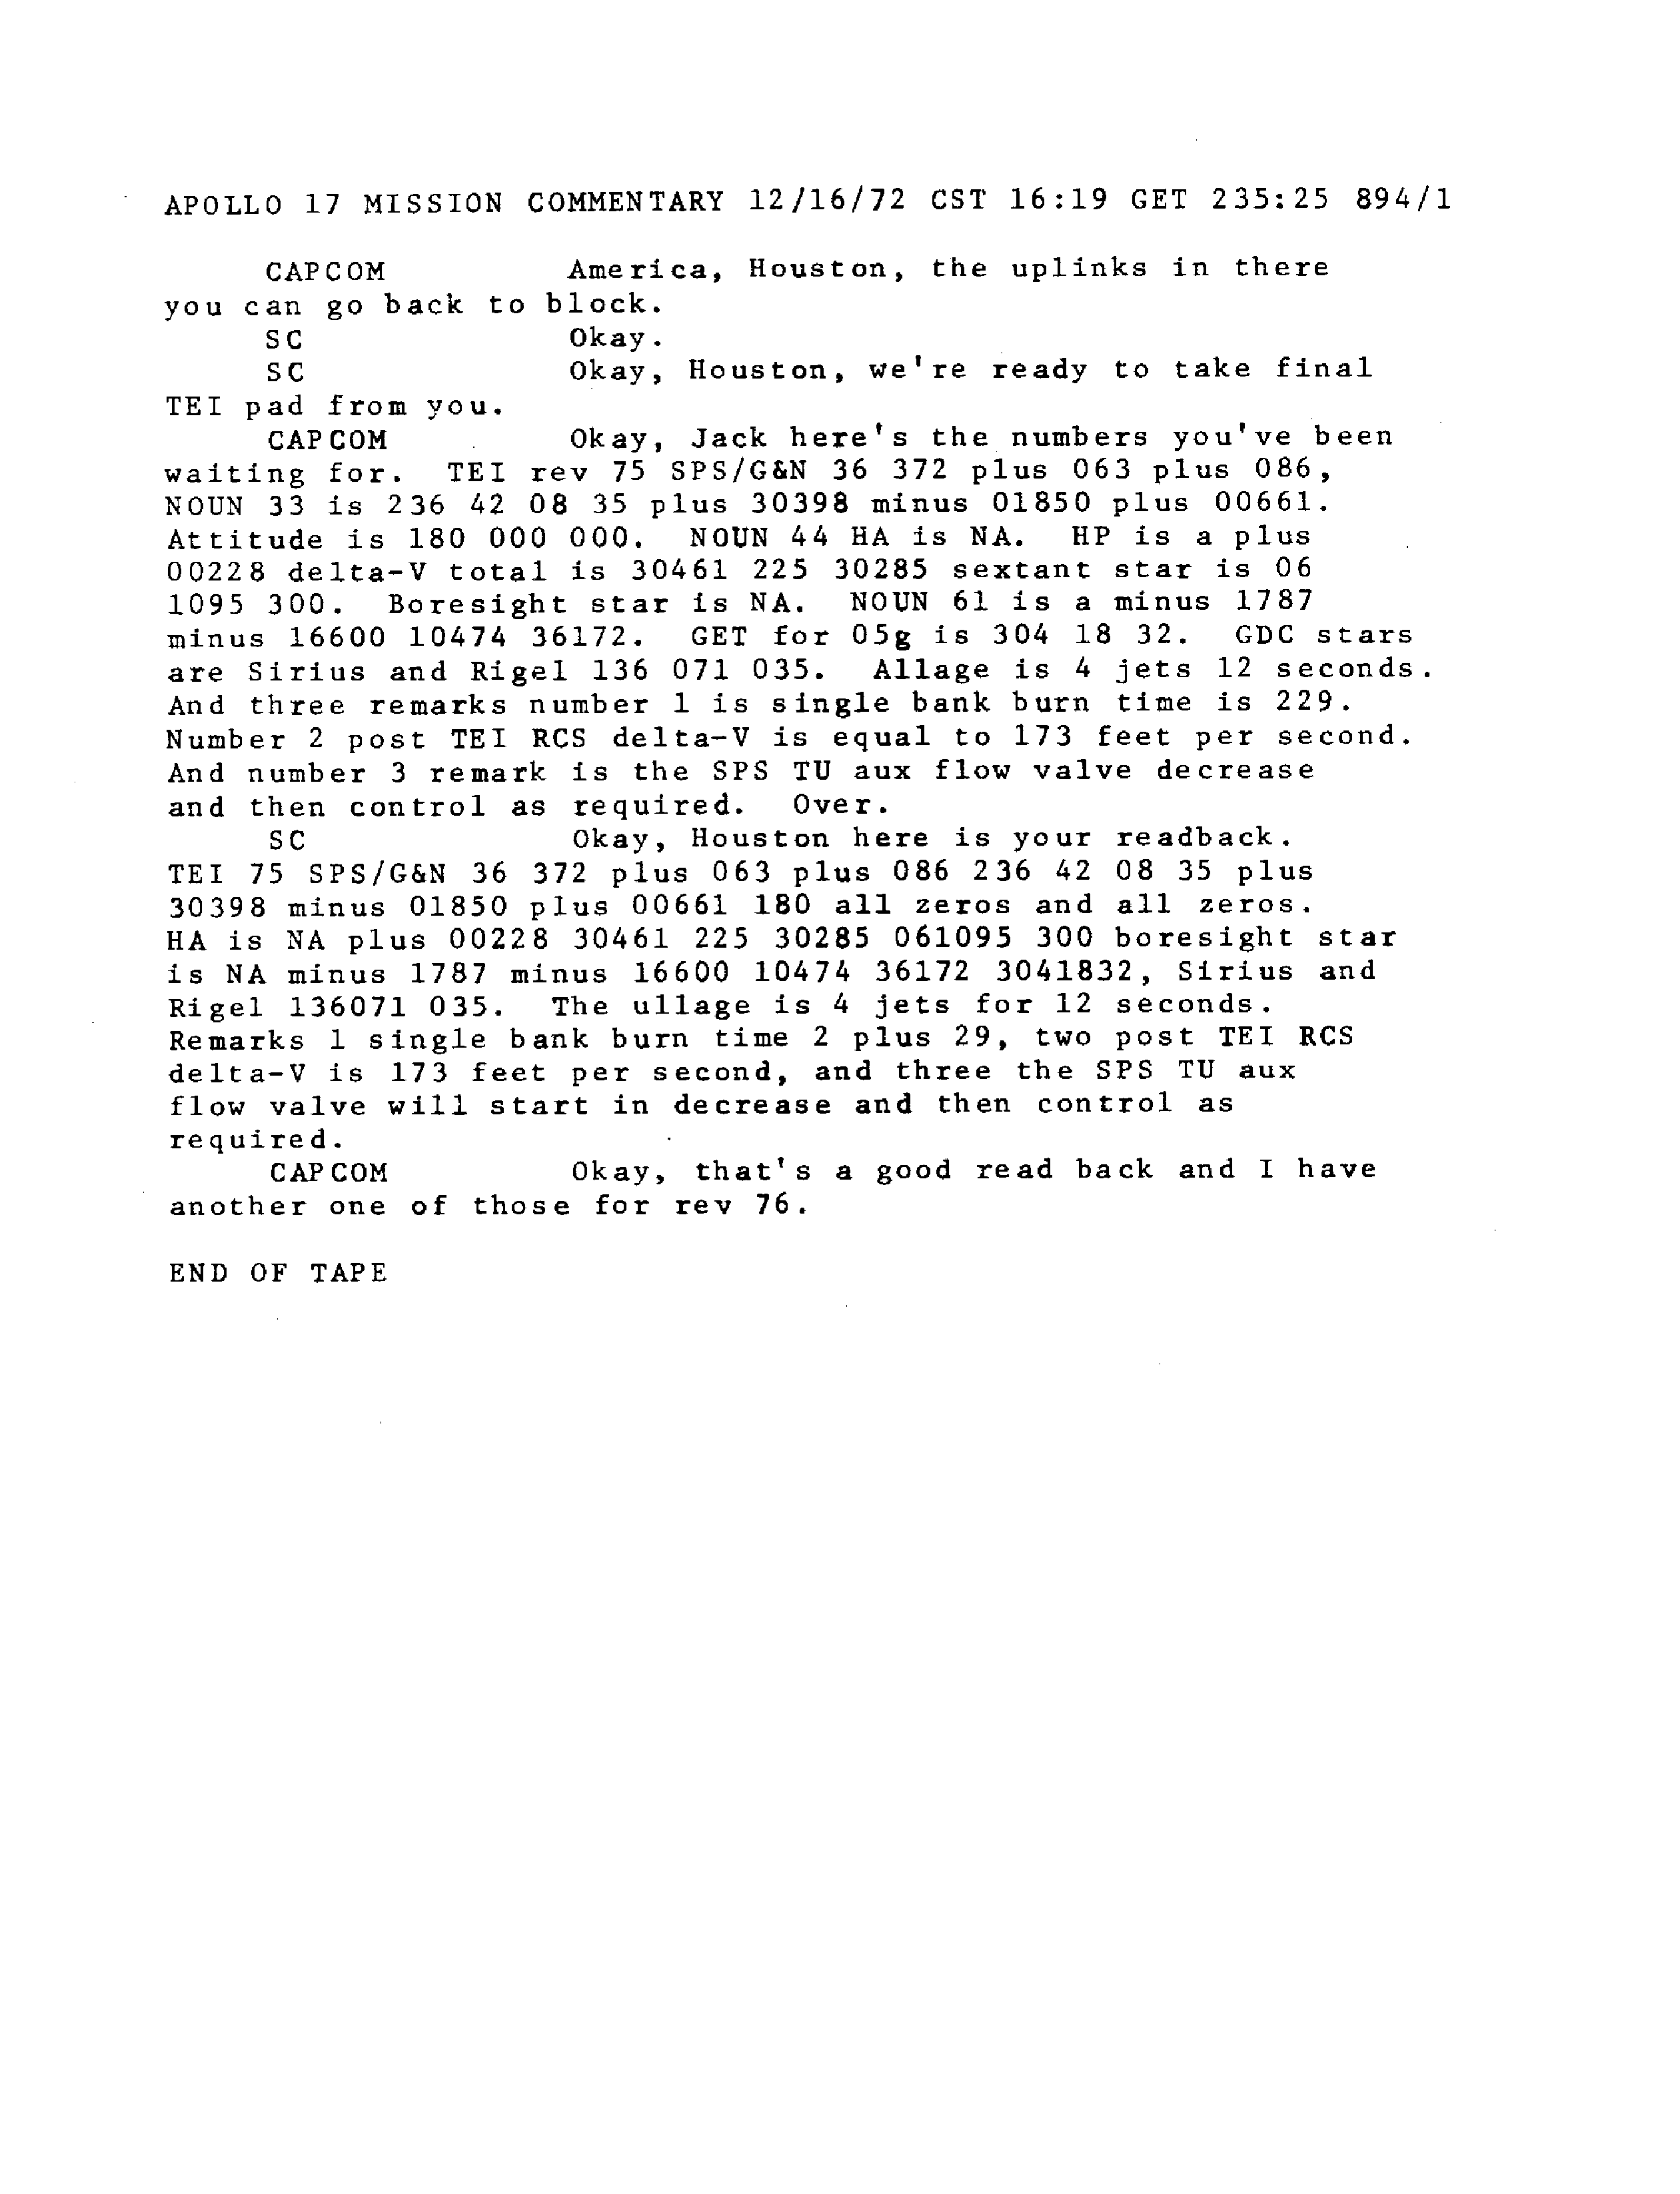 APOLLO 17 MISSION COMMENTARY 12/16/72 CST 16:19 GET 235:25 894/1
CAPCOM America, Houston, the uplinks in there
you can go back to block.
SC Okay.
SC Okay, Houston, we're ready to take final
TEI pad from you.
CAPCOM Okay, Jack here's the numbers you've been
waiting for. TEI rev 75 SPS/G&N 36 372 plus 063 plus 086,
NOUN 33 is 236 42 08 35 plus 30398 minus 01850 plus 00661.
Attitude is 180 000 000. NOUN 44 HA is NA. HP is a plus
00228 delta-V total is 30461 225 30285 sextant star is 06
1095 300. Boresight star is NA. NOUN 61 is a minus 1787
minus 16600 10474 36172. GET for 05g is 304 18 32. GDC stars
are Sirius and Rigel 136 071 035. Allage is 4 jets 12 seconds.
And three remarks number 1 is single bank burn time is 229.
Number 2 post TEI RCS delta-V is equal to 173 feet per second.
And number 3 remark is the SPS TU aux flow valve decrease
and then control as required. Over.
SC Okay, Houston here is your readback.
TEI 75 SPS/G&N 36 372 plus 063 plus 086 236 42 08 35 plus
30398 minus 01850 plus 00661 180 all zeros and all zeros.
HA is NA plus 00228 30461 225 30285 061095 300 boresight star
is NA minus 1787 minus 16600 10474 36172 3041832, Sirius and
Rigel 136071 035. The ullage is 4 jets for 12 seconds.
Remarks 1 single bank burn time 2 plus 29, two post TEI RCS
delta-V is 173 feet per second, and three the SPS TU aux
flow valve will start in decrease and then control as
required.
CAPCOM Okay, that's a good read back and I have
another one of those for rev 76.
END OF TAPE